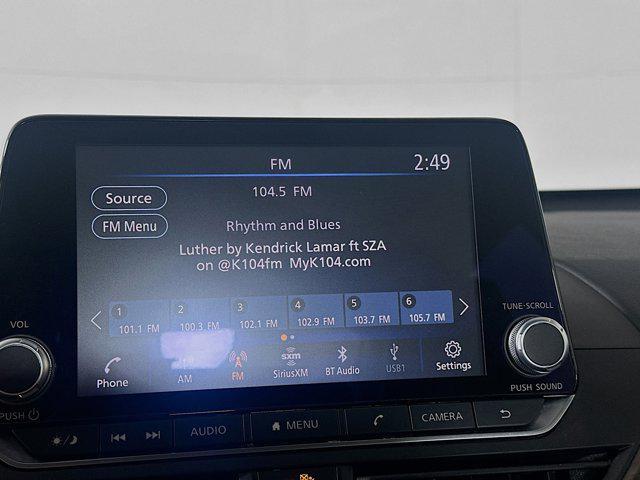 FM 2:49
104.5 FM
Source
FM Menu
Rhythm and Blues
Luther by Kendrick Lamar ft SZA
on @K104fm MyK104.com
1 2 3 4 5 6
101.1 FM 100.3 FM 102.1 FM 102.9 FM 103.7 FM 105.7 FM
sxm
Phone AM FM SiriusXM BT Audio USB1 Settings
VOL
PUSH
TUNE·SCROLL
PUSH SOUND
AUDIO MENU CAMERA